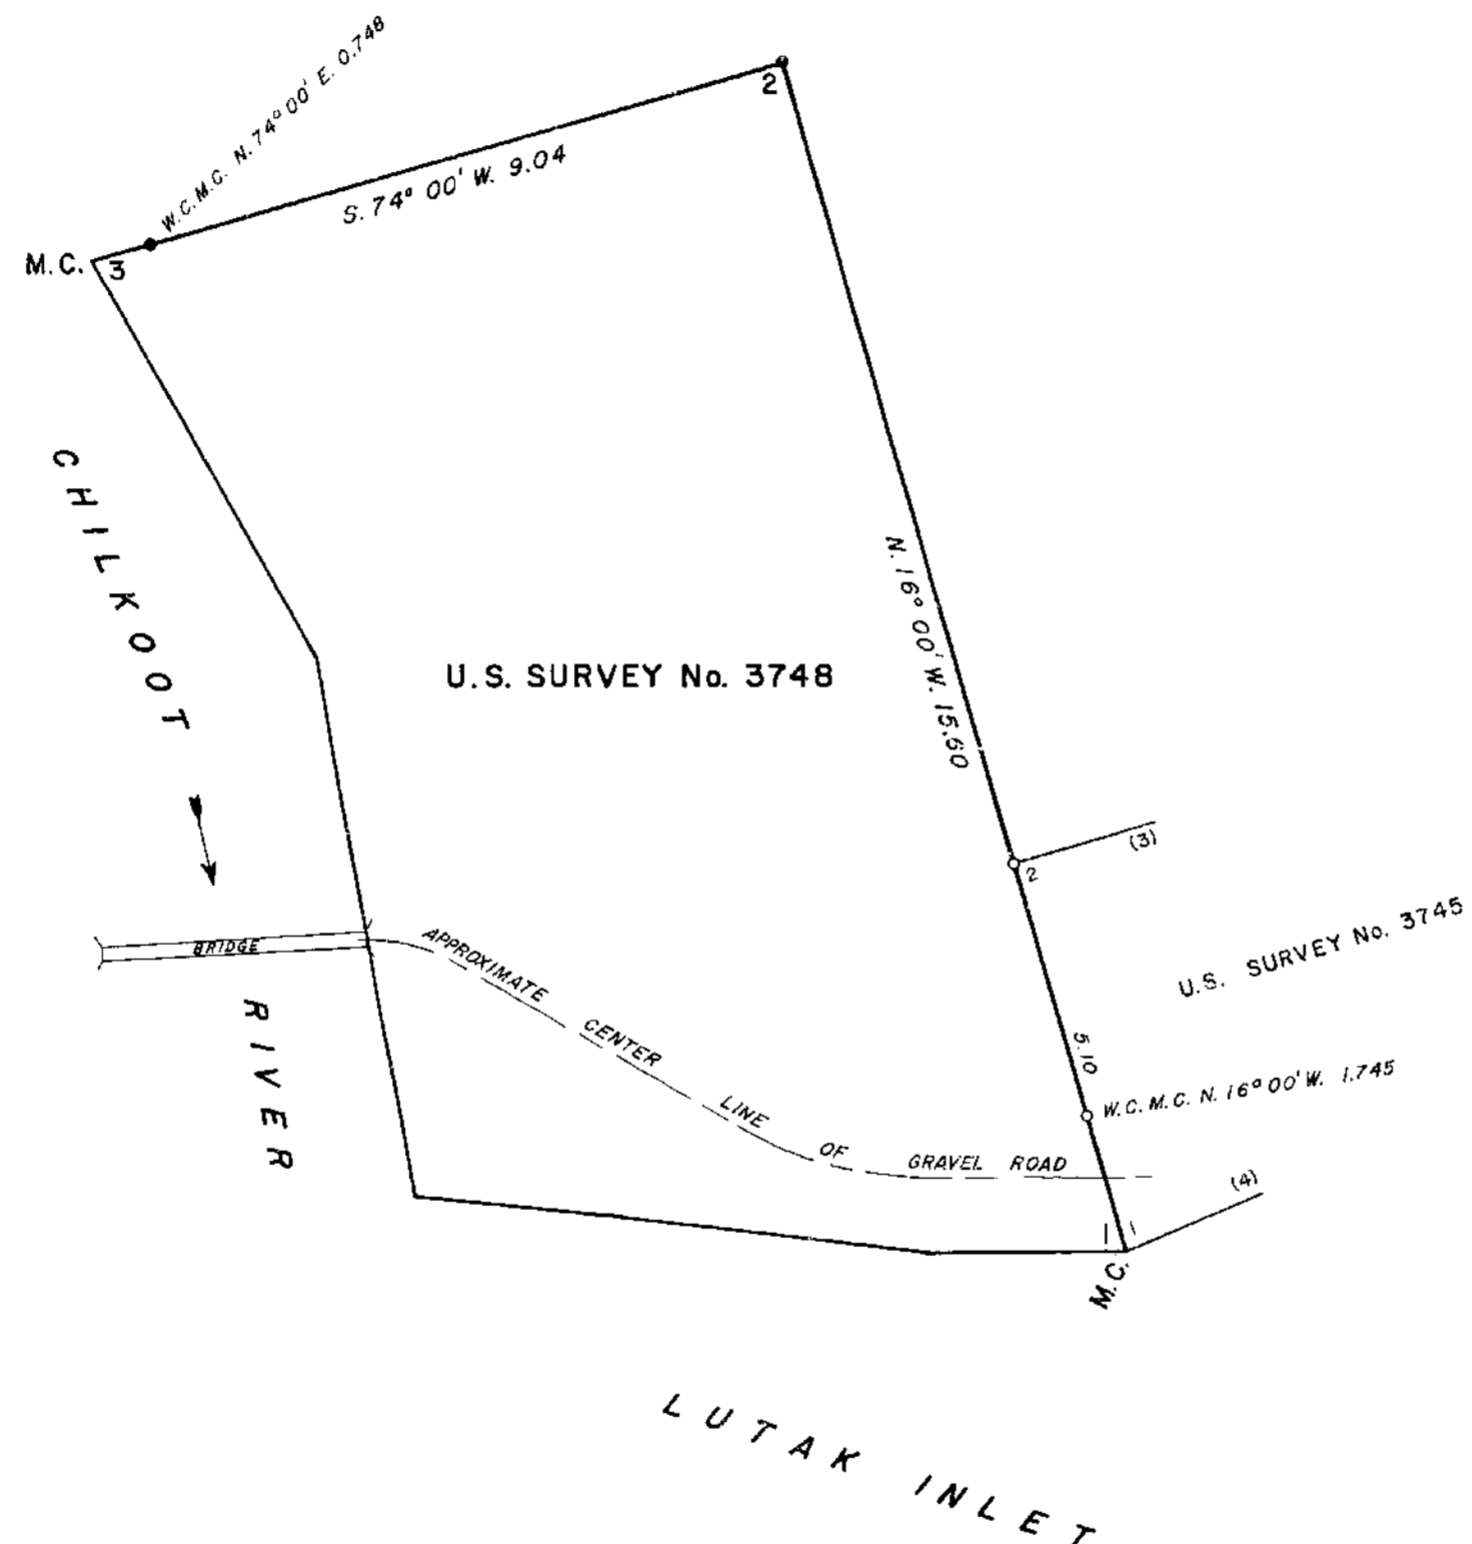 W.C.M.C. N. 74° 00' E. 0.748
2
S. 74° 00' W. 9.04
M.C.
3
CHILKOOT
RIVER
N. 16° 00' W. 15.60
U.S. SURVEY No. 3748
(3)
2
U.S. SURVEY No. 3745
BRIDGE
APPROXIMATE CENTER LINE OF GRAVEL ROAD
5.10
W.C.M.C. N. 16° 00' W. 1.745
(4)
1
1
M.C.
LUTAK INLET